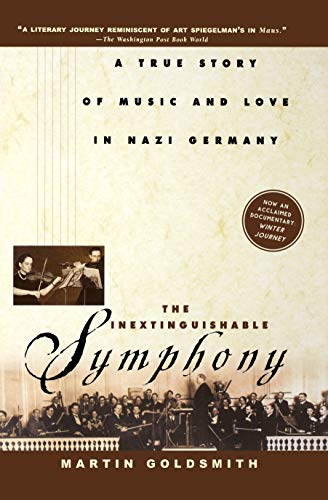 "A LITERARY JOURNEY REMINISCENT OF ART SPIEGELMAN'S IN Maus."
—The Washington Post Book World
A TRUE STORY
OF MUSIC AND LOVE
IN NAZI GERMANY
NOW AN
ACCLAIMED
DOCUMENTARY:
WINTER
JOURNEY
THE
INEXTINGUISHABLE
Symphony
MARTIN GOLDSMITH